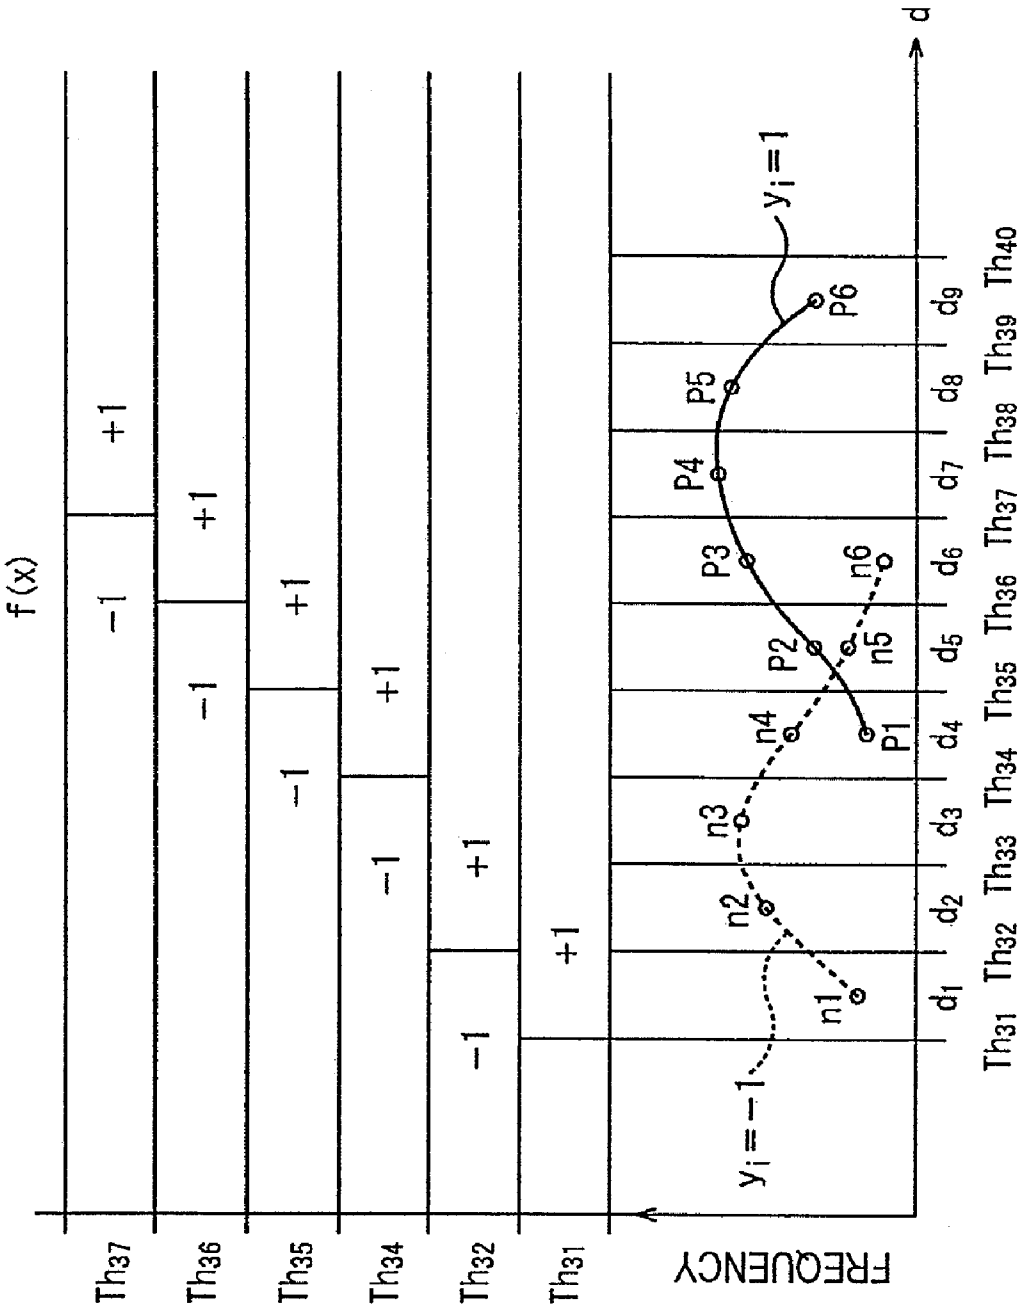 f(x)
Th37 -1 +1
Th36 -1 +1
Th35 -1 +1
Th34 -1 +1
Th32 -1 +1
Th31 +1
FREQUENCY
yi=-1
yi=1
n1 n2 n3 n4 n5 n6
P1 P2 P3 P4 P5 P6
d1 d2 d3 d4 d5 d6 d7 d8 d9
d
Th31 Th32 Th33 Th34 Th35 Th36 Th37 Th38 Th39 Th40